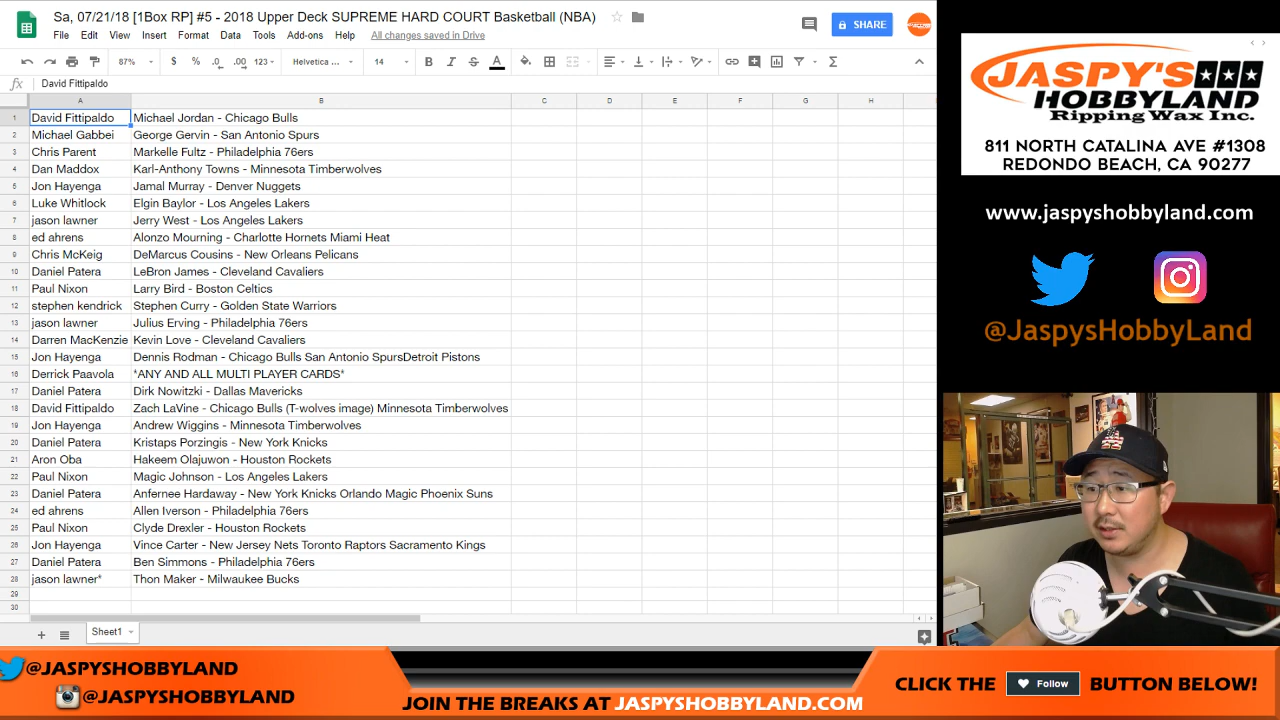 Sa, 07/21/18 [1Box RP] #5 - 2018 Upper Deck SUPREME HARD COURT Basketball (NBA)
SHARE
File Edit View Insert Format Data Tools Add-ons Help All changes saved in Drive
87% $ % .0 .00 123 Helvetica ... 14 B I S A
fx David Fittipaldo
A B C D E F G H
1 David Fittipaldo Michael Jordan - Chicago Bulls
2 Michael Gabbei George Gervin - San Antonio Spurs
3 Chris Parent Markelle Fultz - Philadelphia 76ers
4 Dan Maddox Karl-Anthony Towns - Minnesota Timberwolves
5 Jon Hayenga Jamal Murray - Denver Nuggets
6 Luke Whitlock Elgin Baylor - Los Angeles Lakers
7 jason lawner Jerry West - Los Angeles Lakers
8 ed ahrens Alonzo Mourning - Charlotte Hornets Miami Heat
9 Chris McKeig DeMarcus Cousins - New Orleans Pelicans
10 Daniel Patera LeBron James - Cleveland Cavaliers
11 Paul Nixon Larry Bird - Boston Celtics
12 stephen kendrick Stephen Curry - Golden State Warriors
13 jason lawner Julius Erving - Philadelphia 76ers
14 Darren MacKenzie Kevin Love - Cleveland Cavaliers
15 Jon Hayenga Dennis Rodman - Chicago Bulls San Antonio SpursDetroit Pistons
16 Derrick Paavola *ANY AND ALL MULTI PLAYER CARDS*
17 Daniel Patera Dirk Nowitzki - Dallas Mavericks
18 David Fittipaldo Zach LaVine - Chicago Bulls (T-wolves image) Minnesota Timberwolves
19 Jon Hayenga Andrew Wiggins - Minnesota Timberwolves
20 Daniel Patera Kristaps Porzingis - New York Knicks
21 Aron Oba Hakeem Olajuwon - Houston Rockets
22 Paul Nixon Magic Johnson - Los Angeles Lakers
23 Daniel Patera Anfernee Hardaway - New York Knicks Orlando Magic Phoenix Suns
24 ed ahrens Allen Iverson - Philadelphia 76ers
25 Paul Nixon Clyde Drexler - Houston Rockets
26 Jon Hayenga Vince Carter - New Jersey Nets Toronto Raptors Sacramento Kings
27 Daniel Patera Ben Simmons - Philadelphia 76ers
28 jason lawner* Thon Maker - Milwaukee Bucks
29
30
Sheet1
JASPY'S
HOBBYLAND
Ripping Wax Inc.
811 NORTH CATALINA AVE #1308
REDONDO BEACH, CA 90277
www.jaspyshobbyland.com
@JaspysHobbyLand
@JASPYSHOBBYLAND
@JASPYSHOBBYLAND
JOIN THE BREAKS AT JASPYSHOBBYLAND.COM
CLICK THE Follow BUTTON BELOW!